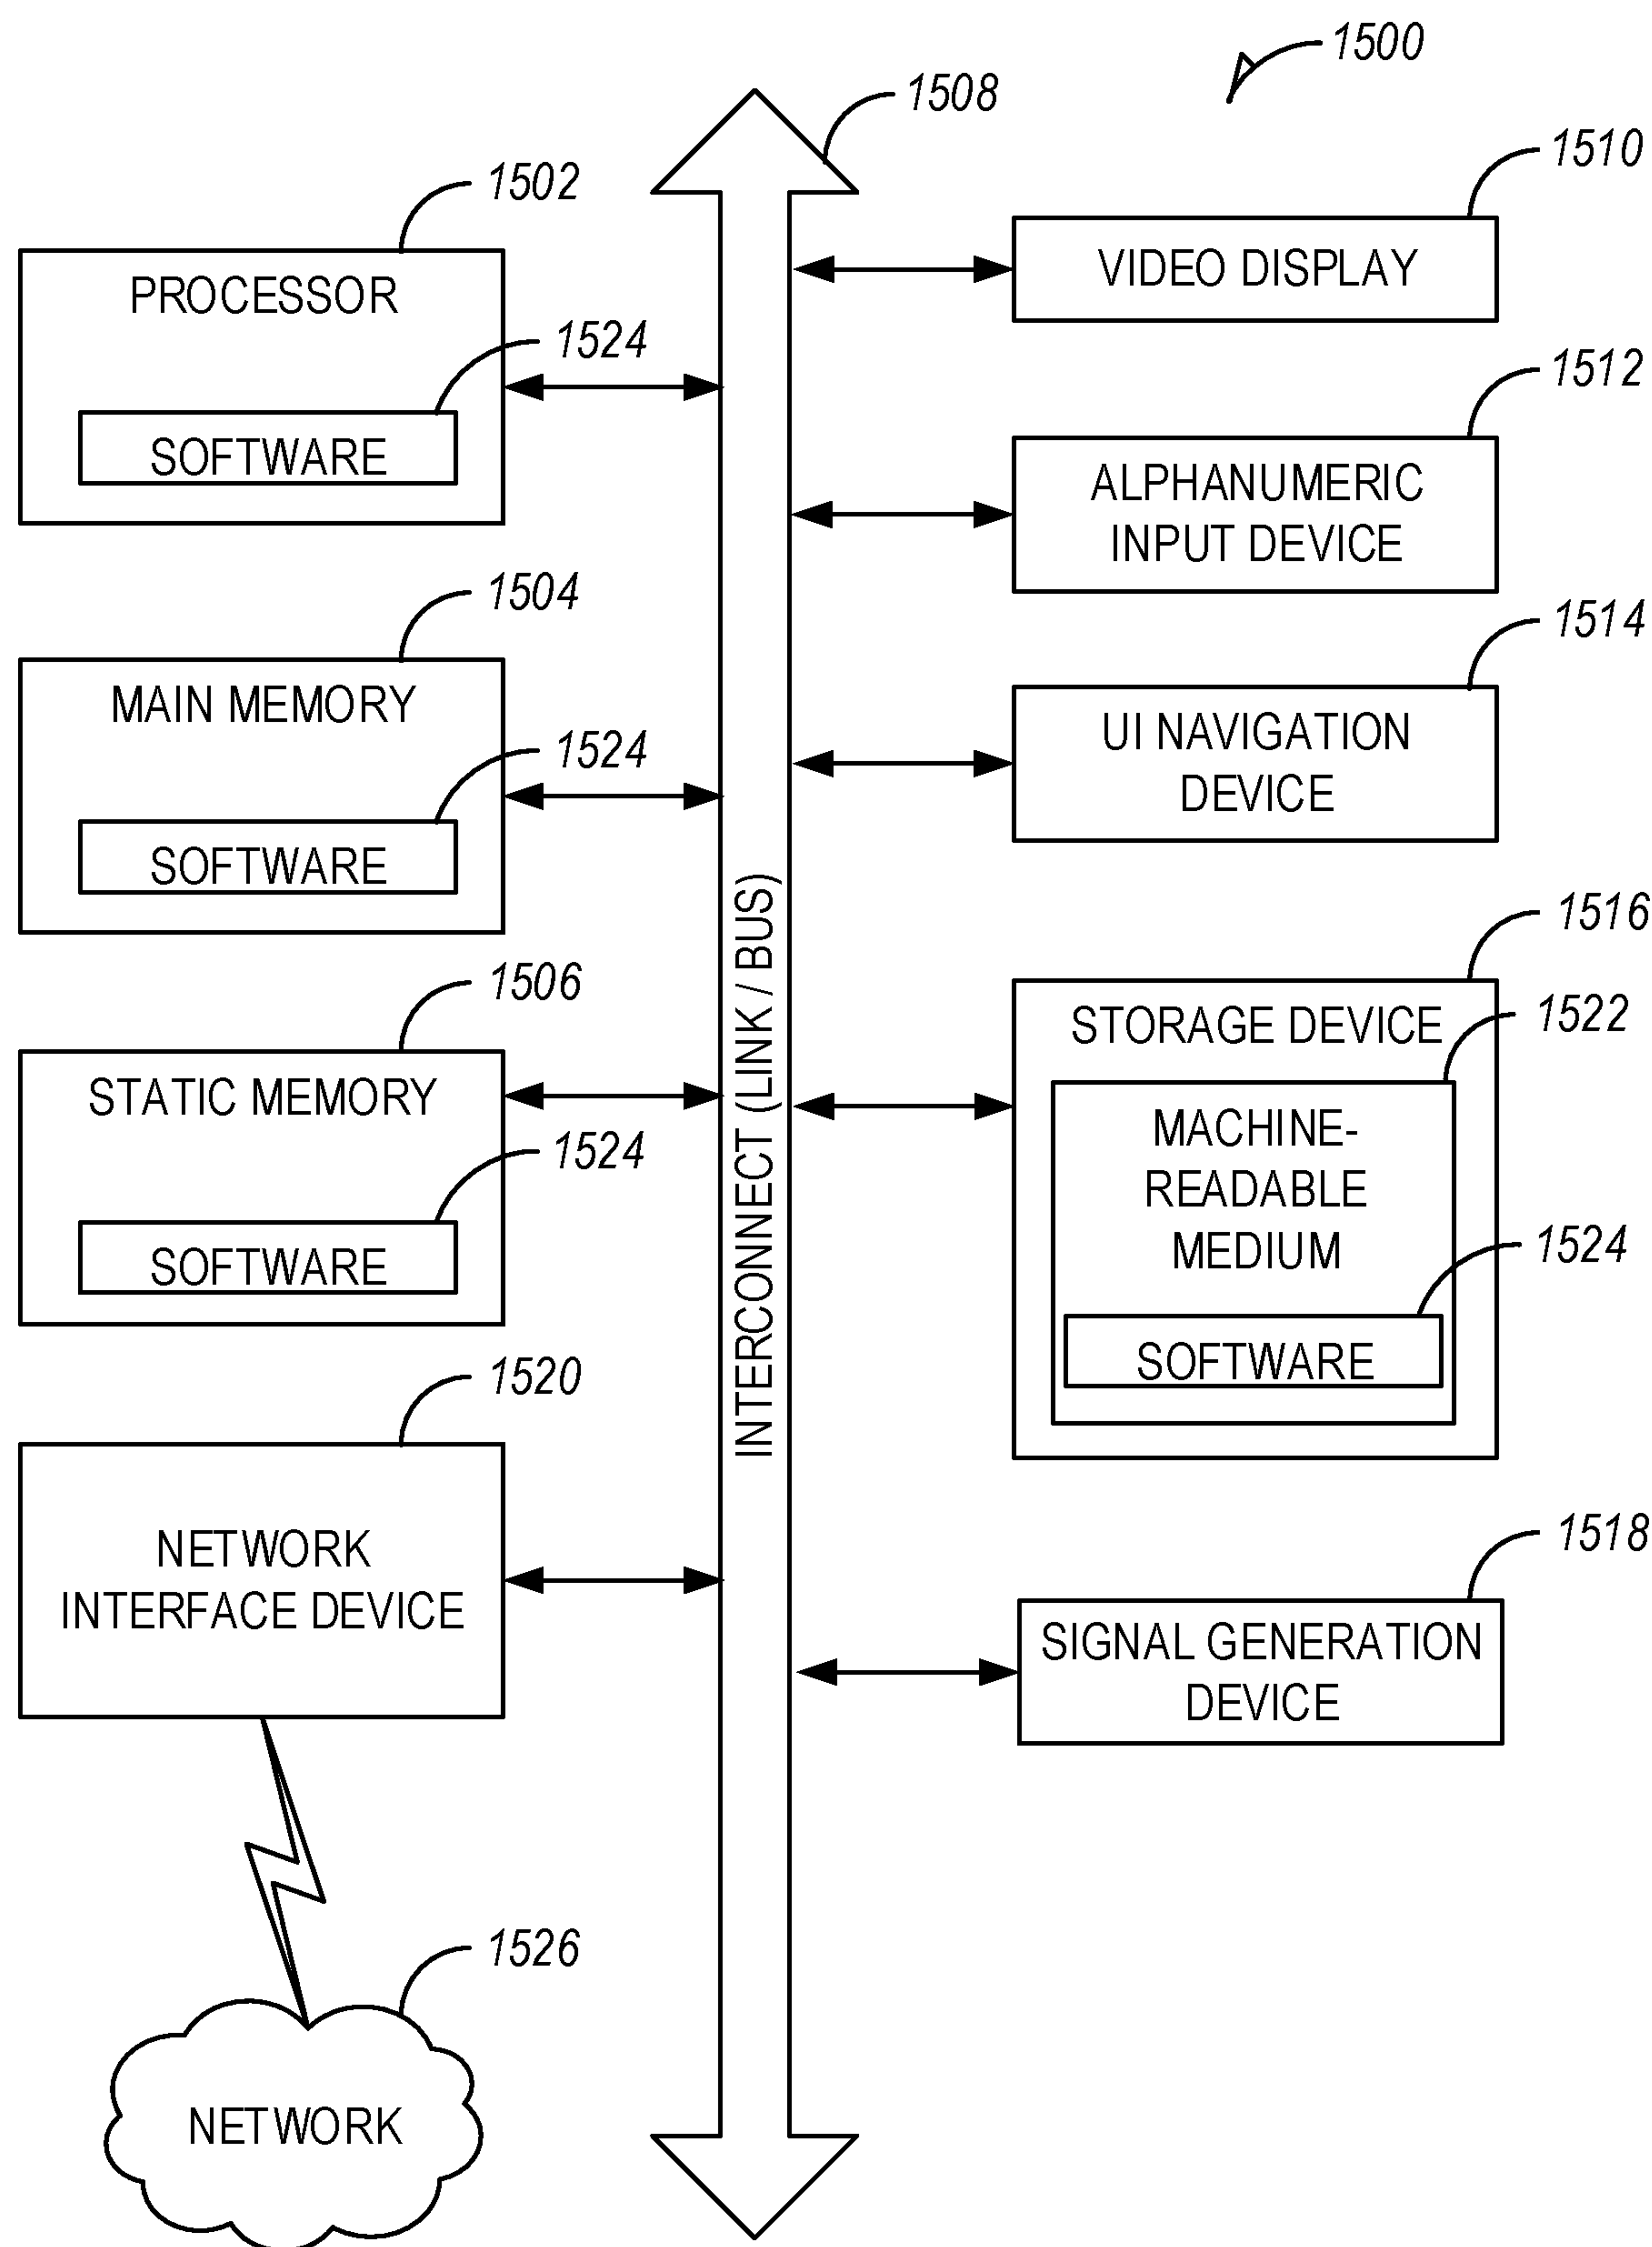 1500
1508
1502
PROCESSOR
1524
SOFTWARE
1504
MAIN MEMORY
1524
SOFTWARE
1506
STATIC MEMORY
1524
SOFTWARE
1520
NETWORK
INTERFACE DEVICE
1526
NETWORK
INTERCONNECT (LINK / BUS)
1510
VIDEO DISPLAY
1512
ALPHANUMERIC
INPUT DEVICE
1514
UI NAVIGATION
DEVICE
1516
STORAGE DEVICE
1522
MACHINE-
READABLE
MEDIUM
1524
SOFTWARE
1518
SIGNAL GENERATION
DEVICE